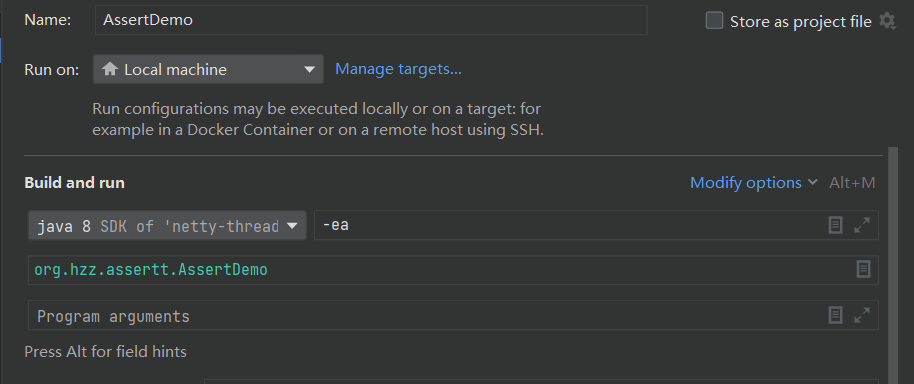 Name: AssertDemo Store as project file
Run on: Local machine Manage targets...
Run configurations may be executed locally or on a target: for
example in a Docker Container or on a remote host using SSH.
Build and run Modify options Alt+M
java 8 SDK of 'netty-thread -ea
org.hzz.assertt.AssertDemo
Program arguments
Press Alt for field hints